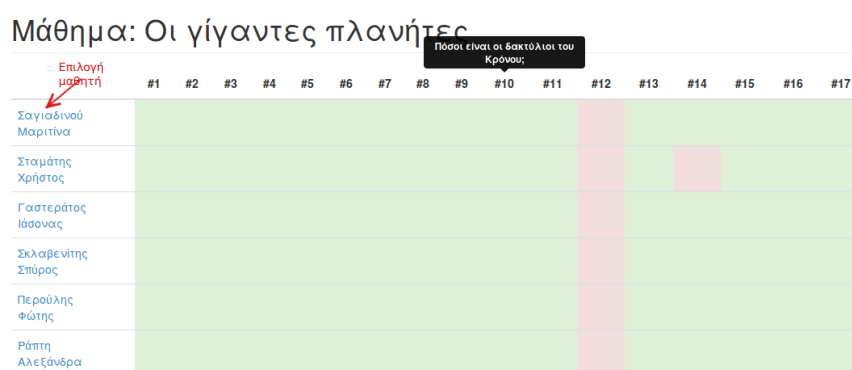 Μάθημα: Οι γίγαντες πλανήτες
Πόσοι είναι οι δακτύλιοι του
Κρόνου;
Επιλογή
μαθητή
#1 #2 #3 #4 #5 #6 #7 #8 #9 #10 #11 #12 #13 #14 #15 #16 #17
Σαγιαδινού
Μαριτίνα
Σταμάτης
Χρήστος
Γαστεράτος
Ιάσονας
Σκλαβενίτης
Σπύρος
Περούλης
Φώτης
Ράπτη
Αλεξάνδρα